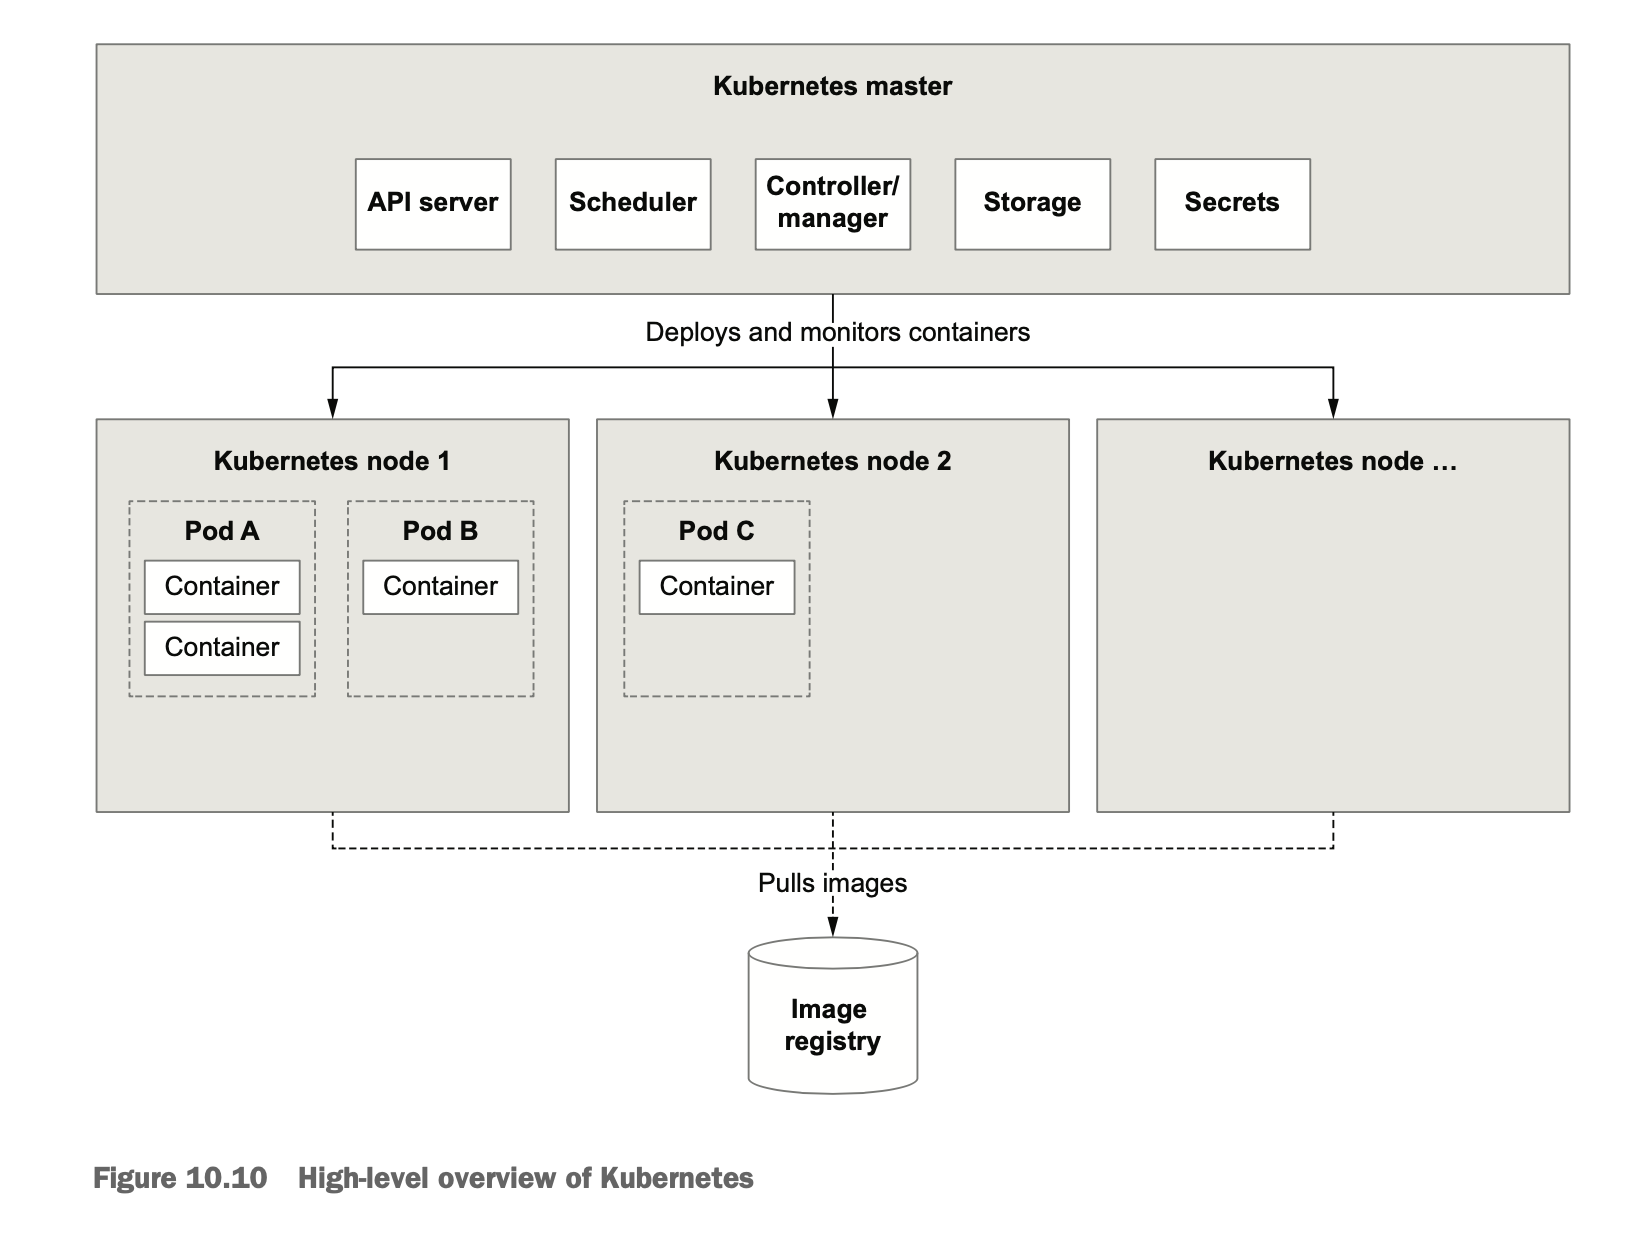 Kubernetes master
API server
Scheduler
Controller/
manager
Storage
Secrets
Deploys and monitors containers
Kubernetes node 1
Pod A
Container
Container
Pod B
Container
Kubernetes node 2
Pod C
Container
Kubernetes node …
Pulls images
Image
registry
Figure 10.10 High-level overview of Kubernetes